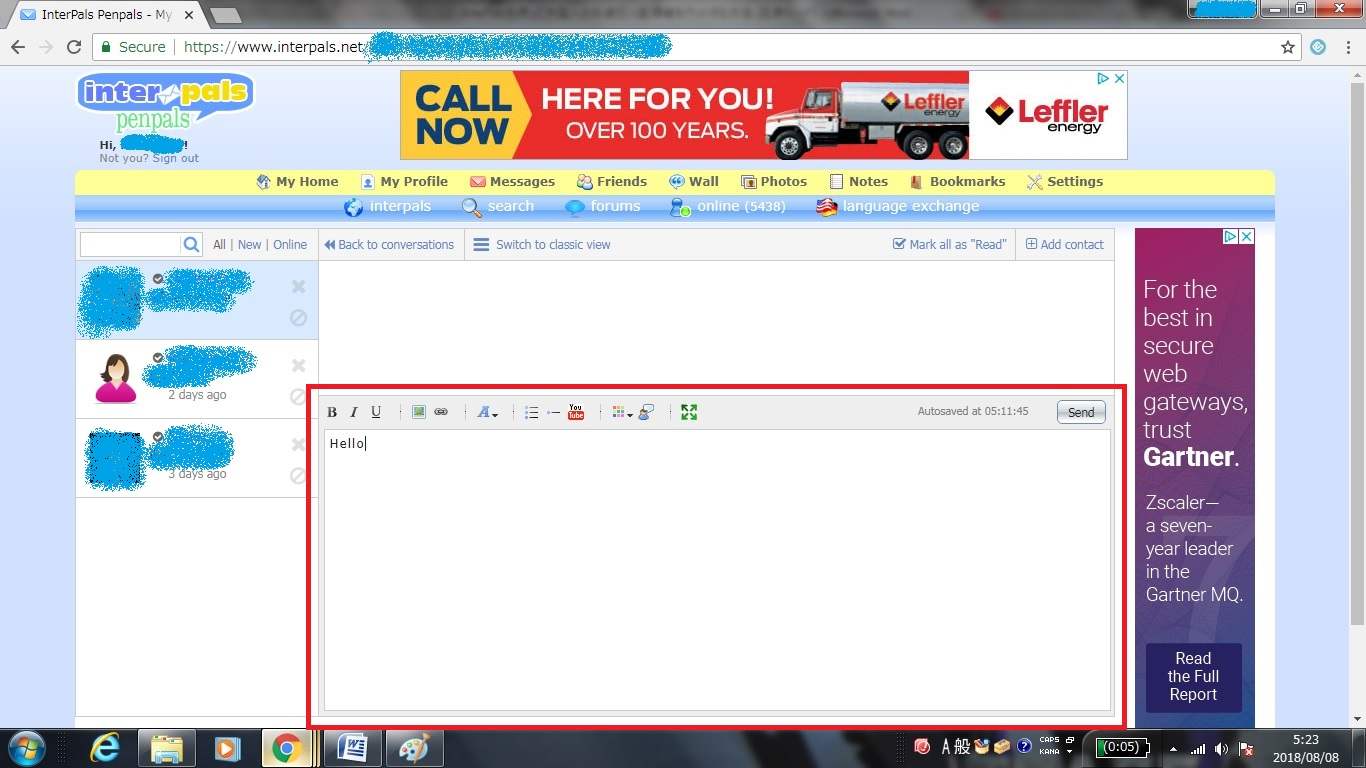 InterPals Penpals - My
Secure
https://www.interpals.net/
inter pals
penpals
Hi, !
Not you? Sign out
CALL
NOW
HERE FOR YOU!
OVER 100 YEARS.
Leffler
energy
Leffler
energy
My Home My Profile Messages Friends Wall Photos Notes Bookmarks Settings
interpals search forums online (5438) language exchange
All | New | Online
Back to conversations
Switch to classic view
Mark all as "Read"
Add contact
2 days ago
3 days ago
B I U
A
You
Tube
Autosaved at 05:11:45
Send
Hello
For the
best in
secure
web
gateways,
trust
Gartner.
Zscaler—
a seven-
year leader
in the
Gartner MQ.
Read
the Full
Report
A 般
CAPS
KANA
(0:05)
5:23
2018/08/08